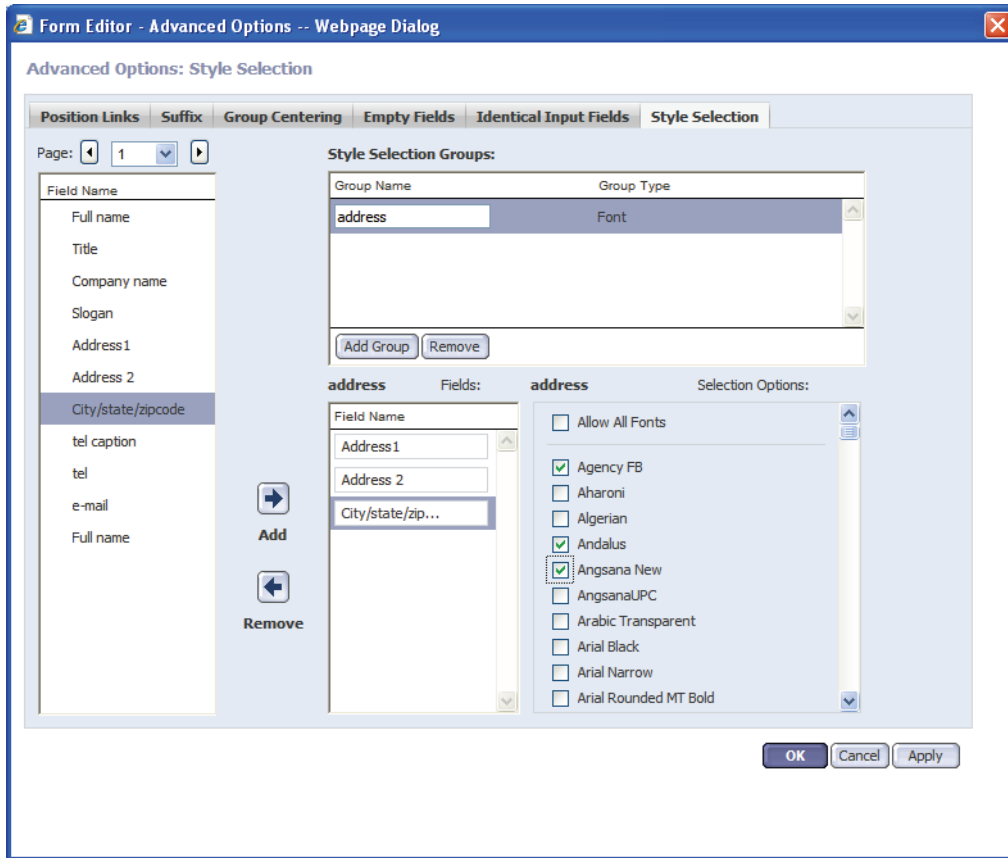 Form Editor - Advanced Options -- Webpage Dialog
Advanced Options: Style Selection
Position Links Suffix Group Centering Empty Fields Identical Input Fields Style Selection
Page: 1
Field Name
Full name
Title
Company name
Slogan
Address1
Address 2
City/state/zipcode
tel caption
tel
e-mail
Full name
Add
Remove
Style Selection Groups:
Group Name Group Type
address Font
Add Group Remove
address Fields:
Field Name
Address1
Address 2
City/state/zip...
address Selection Options:
Allow All Fonts
Agency FB
Aharoni
Algerian
Andalus
Angsana New
AngsanaUPC
Arabic Transparent
Arial Black
Arial Narrow
Arial Rounded MT Bold
OK Cancel Apply